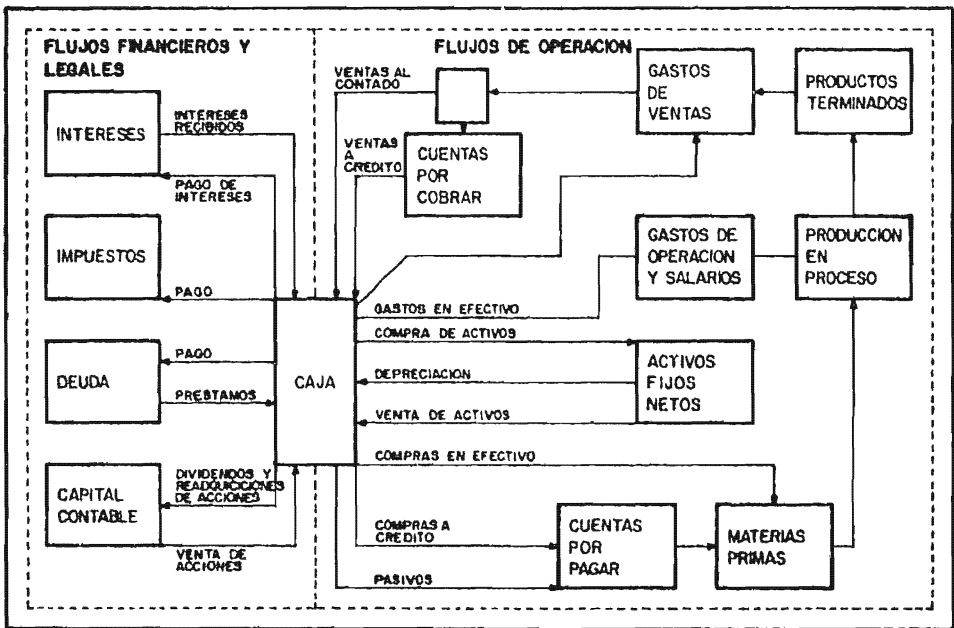 FLUJOS FINANCIEROS Y
LEGALES
INTERESES
INTERESES
RECIBIDOS
PAGO DE
INTERESES
IMPUESTOS
PAGO
DEUDA
PAGO
PRESTAMOS
CAPITAL
CONTABLE
DIVIDENDOS Y
READQUICICIONES
DE ACCIONES
VENTA DE
ACCIONES
CAJA
FLUJOS DE OPERACION
VENTAS AL
CONTADO
VENTAS
A
CREDITO
CUENTAS
POR
COBRAR
GASTOS
DE
VENTAS
PRODUCTOS
TERMINADOS
GASTOS DE
OPERACION
Y SALARIOS
PRODUCCION
EN
PROCESO
GASTOS EN EFECTIVO
COMPRA DE ACTIVOS
DEPRECIACION
VENTA DE ACTIVOS
ACTIVOS
FIJOS
NETOS
COMPRAS EN EFECTIVO
COMPRAS A
CREDITO
PASIVOS
CUENTAS
POR
PAGAR
MATERIAS
PRIMAS